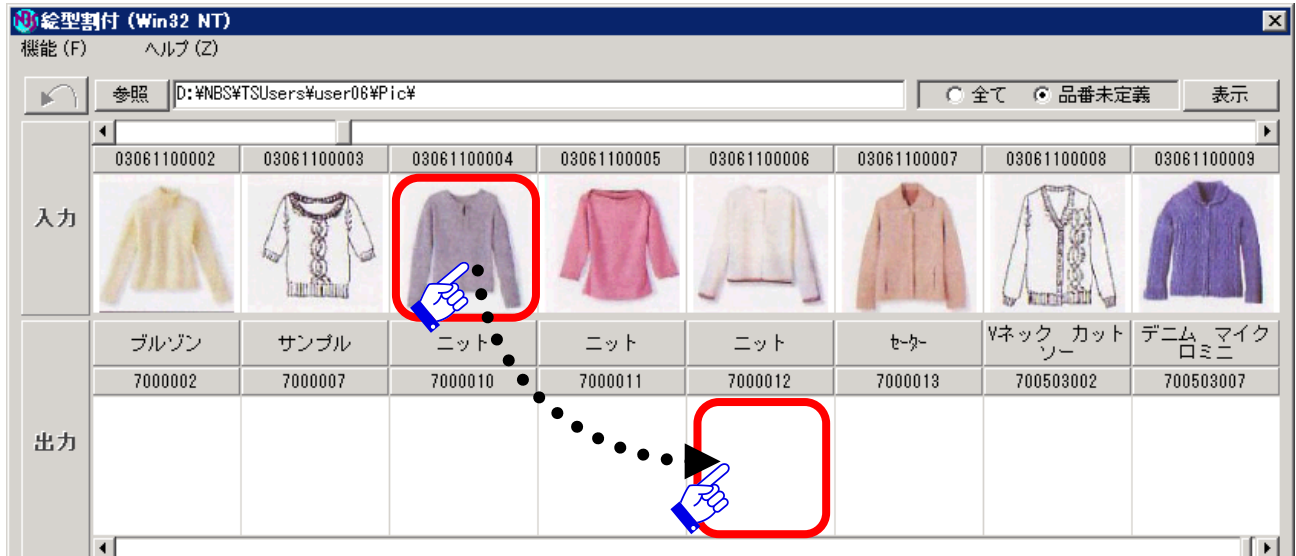 NBS 絵型割付 (Win32 NT)
機能(F) ヘルプ(Z)
参照 D:¥NBS¥TSUsers¥user06¥Pic¥ 全て 品番未定義 表示
03061100002 03061100003 03061100004 03061100005 03061100006 03061100007 03061100008 03061100009
入力
ブルゾン サンプル ニット ニット ニット セーター Vネック カット デニム マイク
ソー ロミニ
7000002 7000007 7000010 7000011 7000012 7000013 700503002 700503007
出力